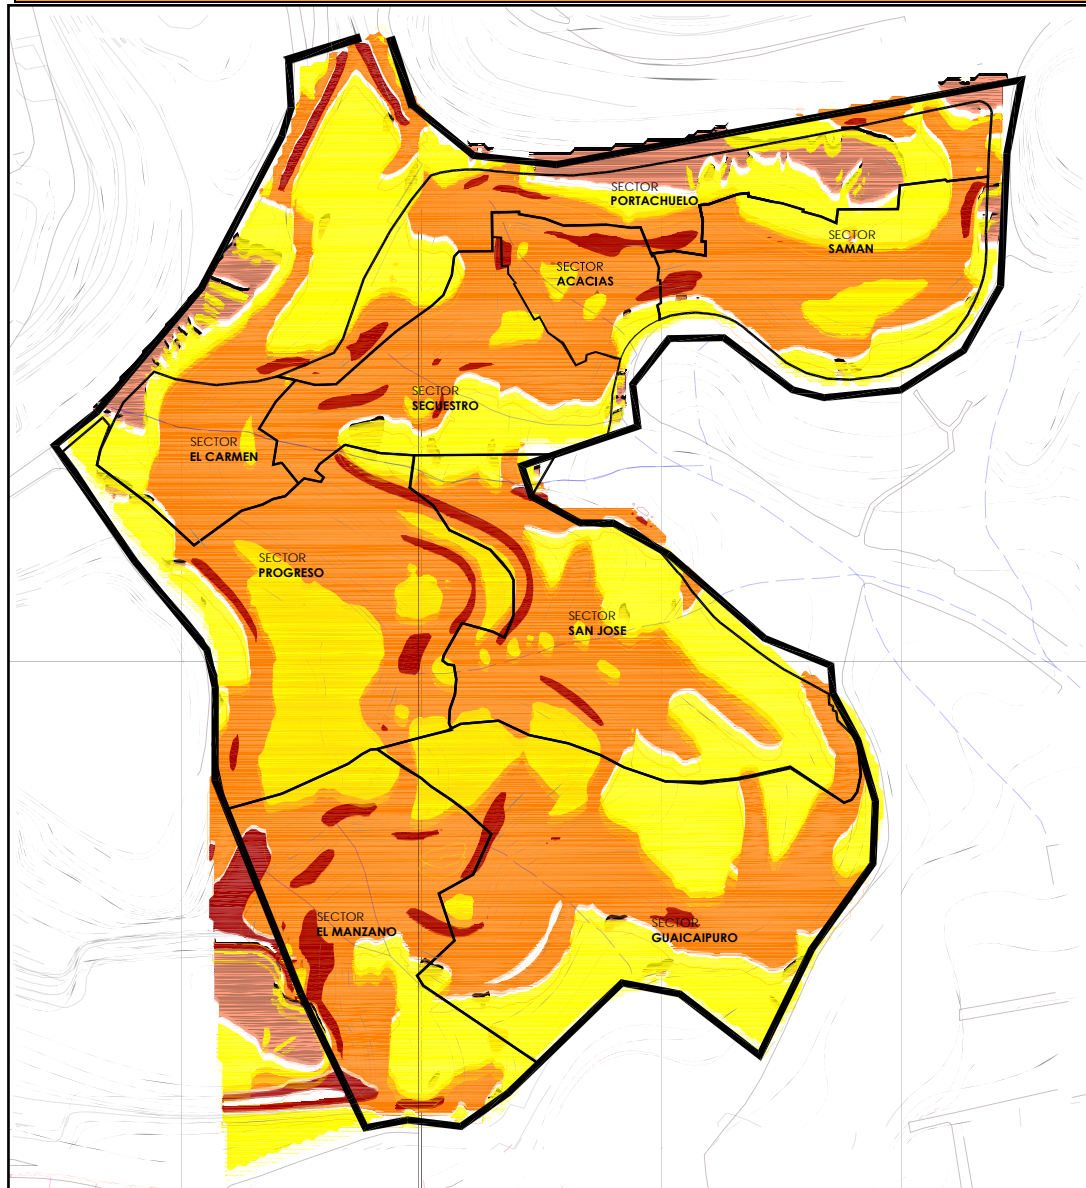 SECTOR
PORTACHUELO
SECTOR
SAMAN
SECTOR
ACACIAS
SECTOR
SECUESTRO
SECTOR
EL CARMEN
SECTOR
PROGRESO
SECTOR
SAN JOSE
SECTOR
EL MANZANO
SECTOR
GUAICAIPURO